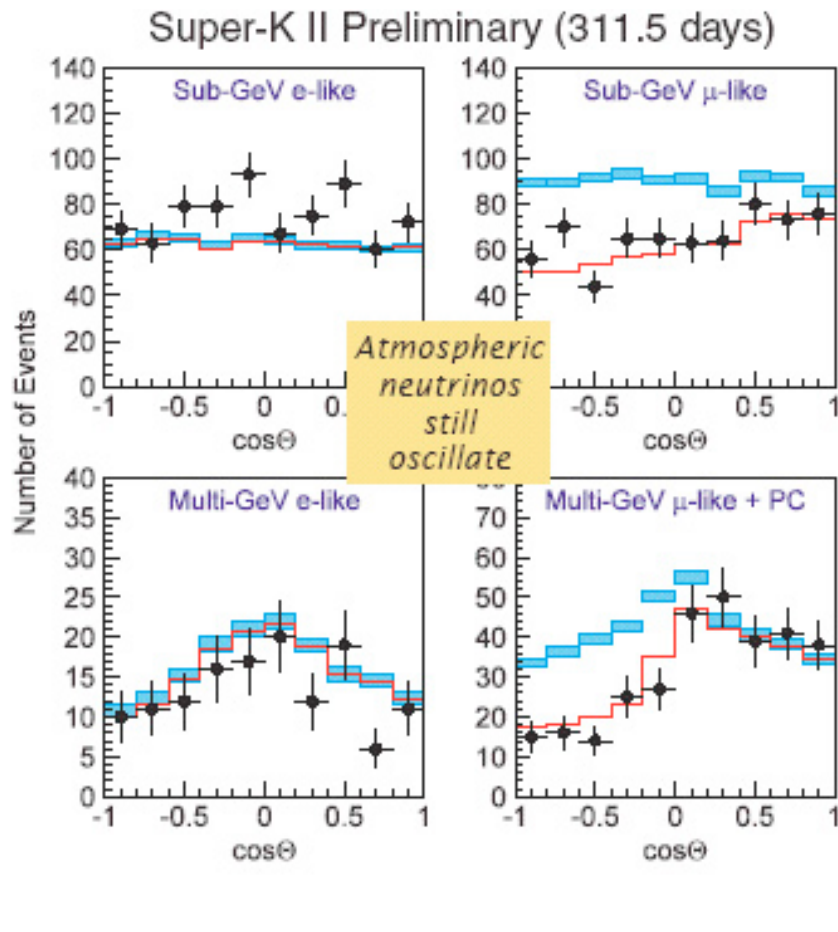 Super-K II Preliminary (311.5 days)
Number of Events
Sub-GeV e-like
140
120
100
80
60
40
20
0
-1 -0.5 0 0.
cosΘ
Sub-GeV μ-like
140
120
100
80
60
40
-0.5 0 0.5 1
cosΘ
Atmospheric
neutrinos
still
oscillate
Multi-GeV e-like
40
35
30
25
20
15
10
5
0
-1 -0.5 0 0.5 1
cosΘ
Multi-GeV μ-like + PC
70
60
50
40
30
20
10
0
-1 -0.5 0 0.5 1
cosΘ